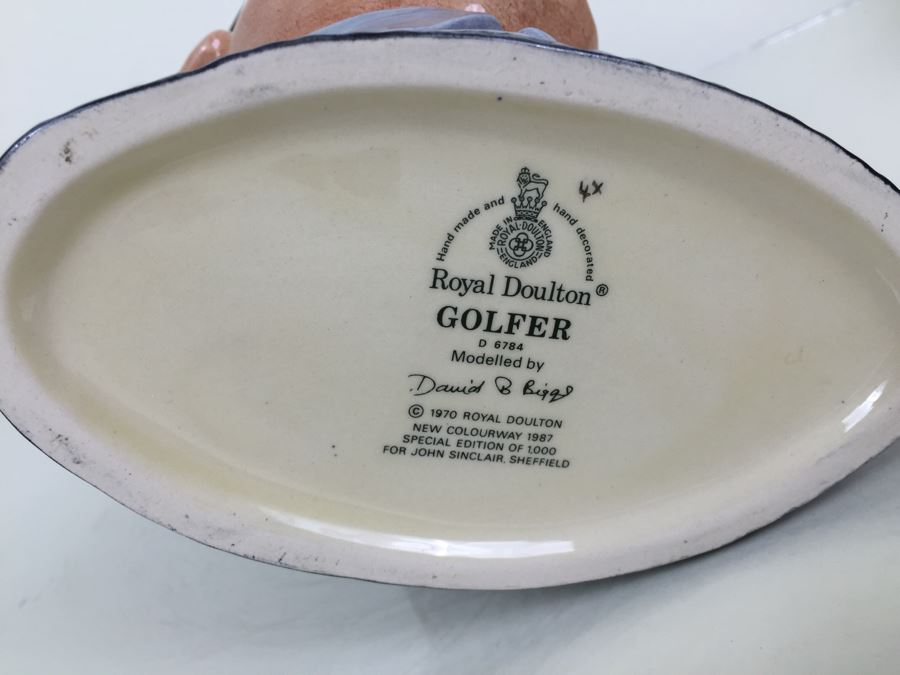 4x
Hand made and hand decorated
MADE IN ENGLAND
ROYAL·DOULTON
ENGLAND
Royal Doulton®
GOLFER
D 6784
Modelled by
David B Biggs
© 1970 ROYAL DOULTON
NEW COLOURWAY 1987
SPECIAL EDITION OF 1,000
FOR JOHN SINCLAIR, SHEFFIELD